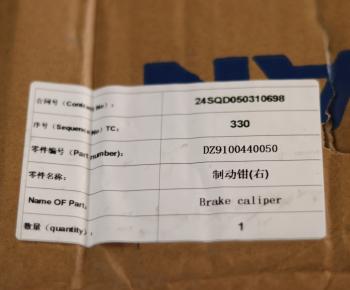 合同号（Contract No）： 24SQD050310698
序号（Sequence No）TC： 330
零件编号（Part number）： DZ9100440050
零件名称： 制动钳(右)
Name OF Part. Brake caliper
数量（quantity）： 1